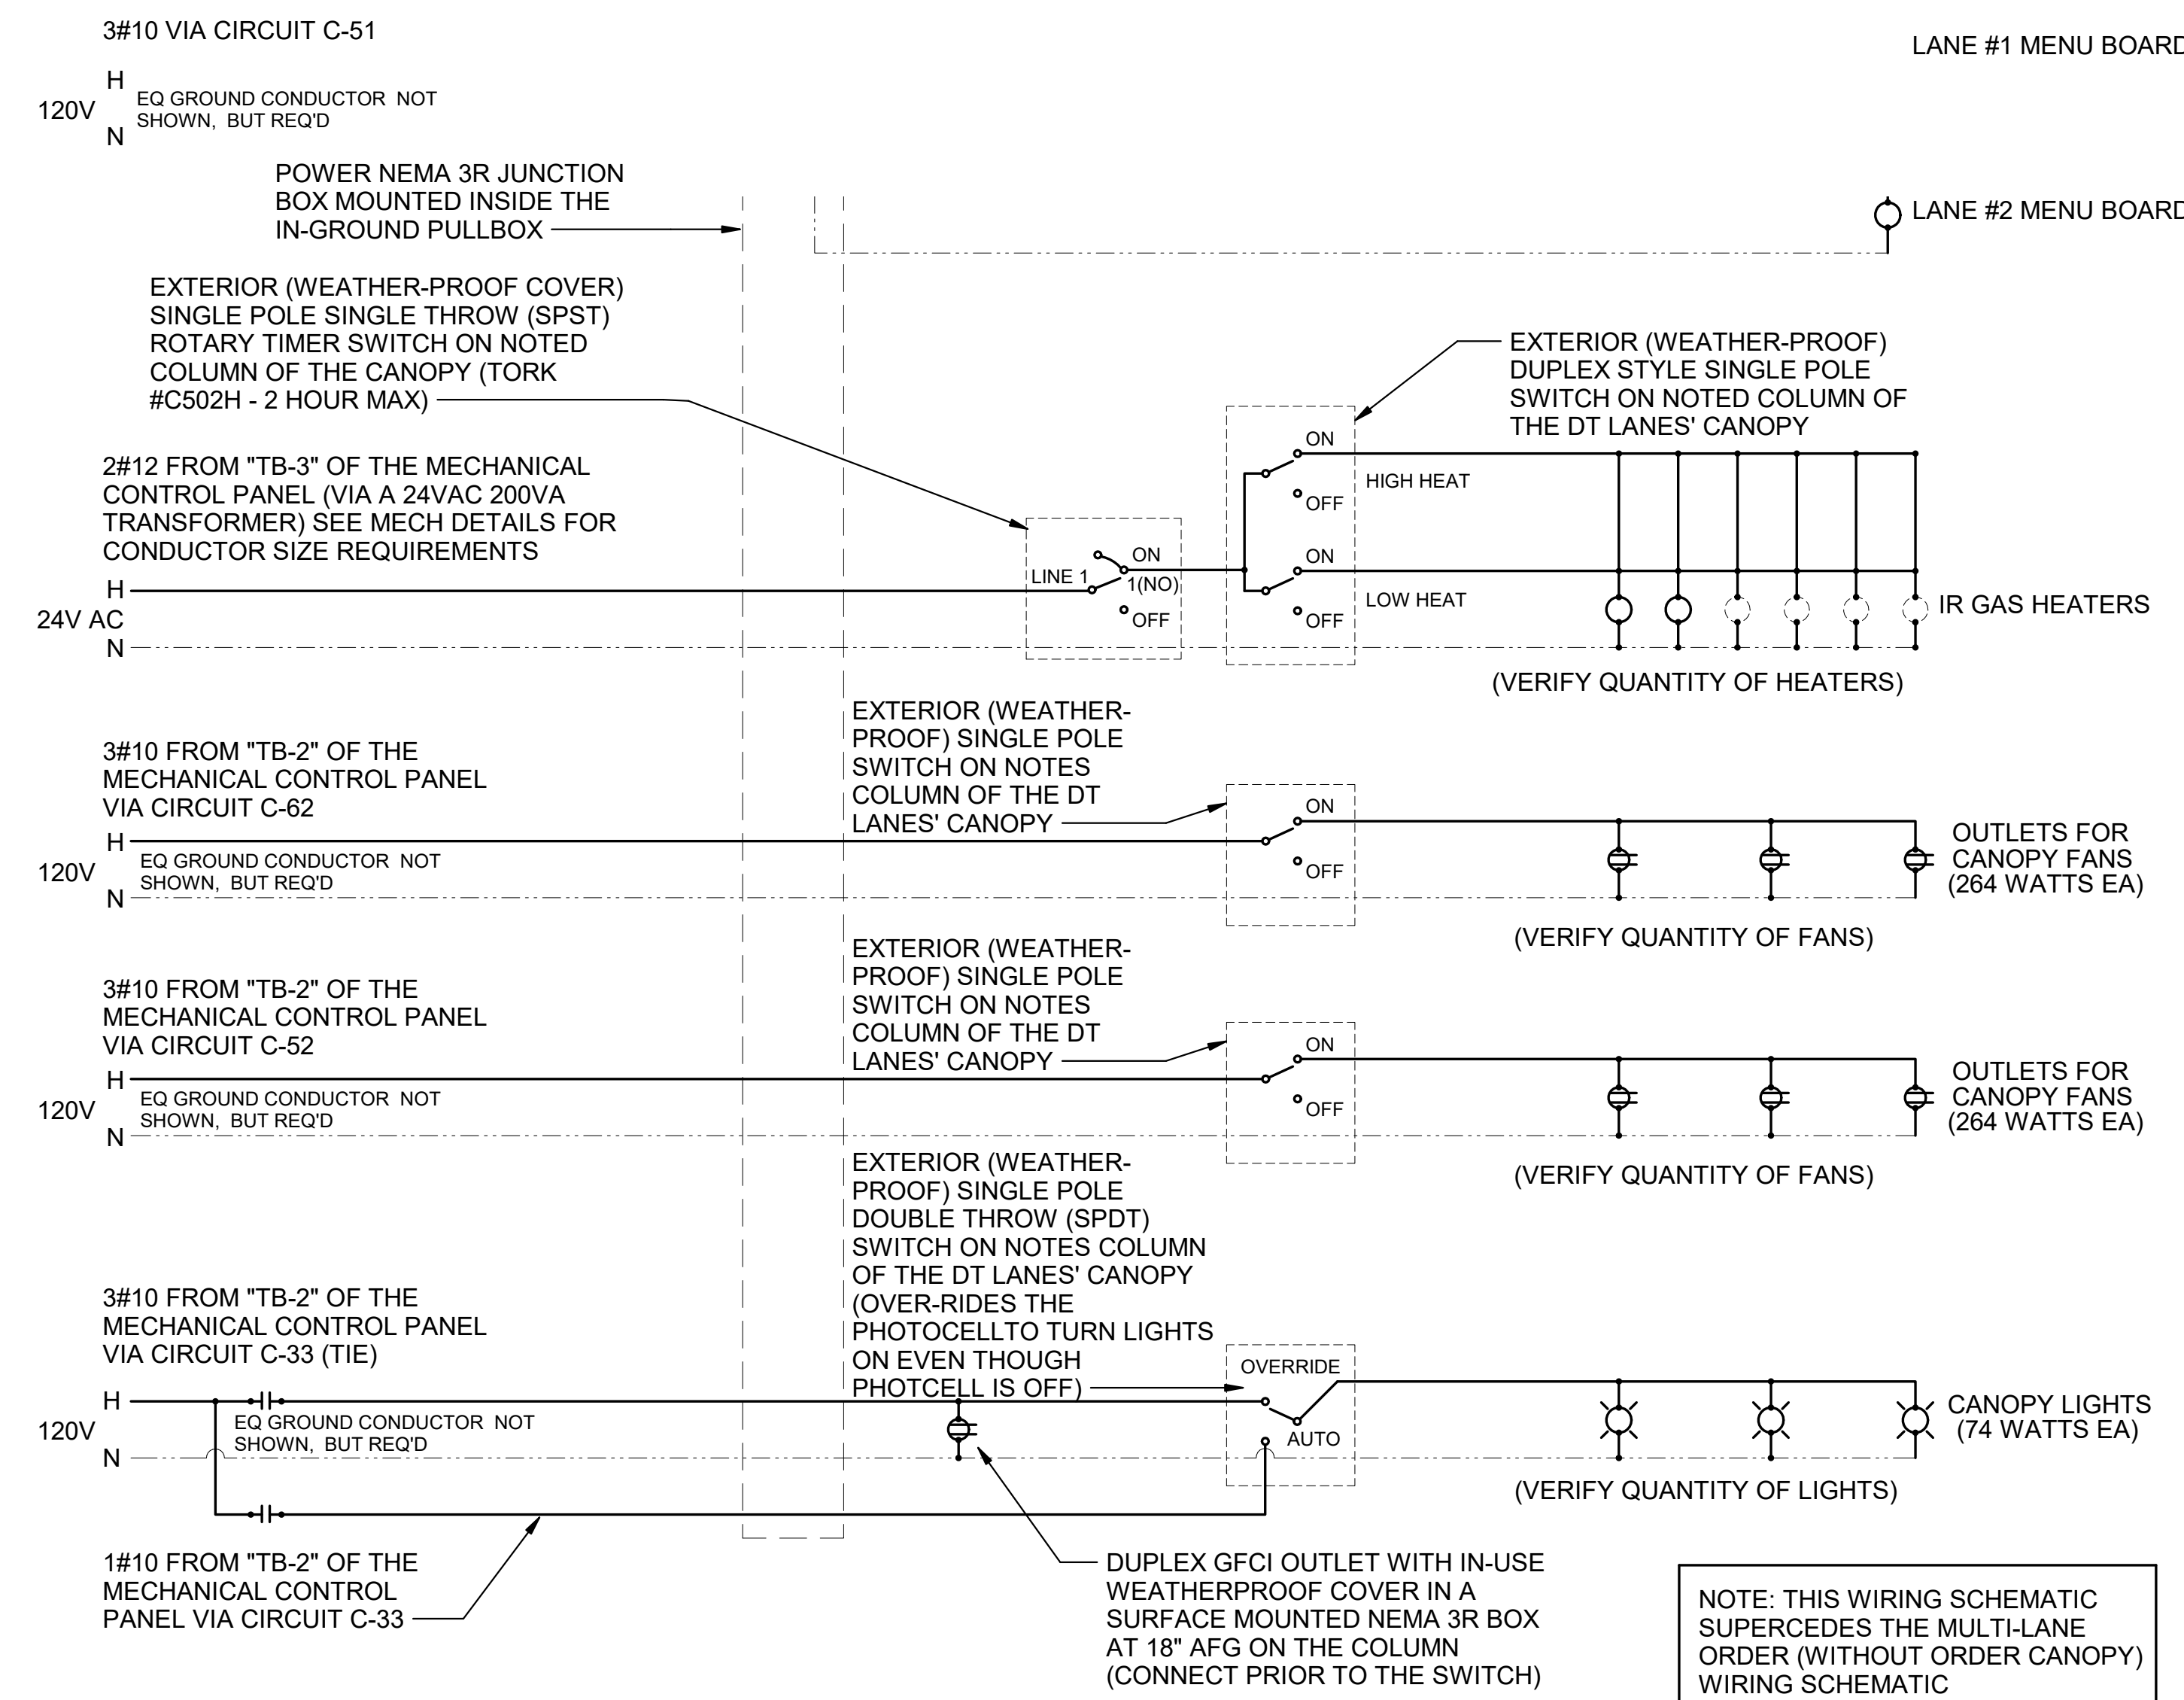 3#10 VIA CIRCUIT C-51
LANE #1 MENU BOARD
H
120V
EQ GROUND CONDUCTOR  NOT
SHOWN,  BUT REQ'D
N
POWER NEMA 3R JUNCTION
BOX MOUNTED INSIDE THE
IN-GROUND PULLBOX
LANE #2 MENU BOARD
EXTERIOR (WEATHER-PROOF COVER)
SINGLE POLE SINGLE THROW (SPST)
ROTARY TIMER SWITCH ON NOTED
COLUMN OF THE CANOPY (TORK
#C502H - 2 HOUR MAX)
EXTERIOR (WEATHER-PROOF)
DUPLEX STYLE SINGLE POLE
SWITCH ON NOTED COLUMN OF
THE DT LANES' CANOPY
2#12 FROM "TB-3" OF THE MECHANICAL
CONTROL PANEL (VIA A 24VAC 200VA
TRANSFORMER) SEE MECH DETAILS FOR
CONDUCTOR SIZE REQUIREMENTS
H
24V AC
N
LINE 1
ON
1(NO)
OFF
ON
HIGH HEAT
OFF
ON
LOW HEAT
OFF
IR GAS HEATERS
(VERIFY QUANTITY OF HEATERS)
3#10 FROM "TB-2" OF THE
MECHANICAL CONTROL PANEL
VIA CIRCUIT C-62
H
120V
EQ GROUND CONDUCTOR  NOT
SHOWN,  BUT REQ'D
N
EXTERIOR (WEATHER-
PROOF) SINGLE POLE
SWITCH ON NOTES
COLUMN OF THE DT
LANES' CANOPY
ON
OFF
OUTLETS FOR
CANOPY FANS
(264 WATTS EA)
(VERIFY QUANTITY OF FANS)
3#10 FROM "TB-2" OF THE
MECHANICAL CONTROL PANEL
VIA CIRCUIT C-52
H
120V
EQ GROUND CONDUCTOR  NOT
SHOWN,  BUT REQ'D
N
EXTERIOR (WEATHER-
PROOF) SINGLE POLE
SWITCH ON NOTES
COLUMN OF THE DT
LANES' CANOPY
ON
OFF
OUTLETS FOR
CANOPY FANS
(264 WATTS EA)
(VERIFY QUANTITY OF FANS)
3#10 FROM "TB-2" OF THE
MECHANICAL CONTROL PANEL
VIA CIRCUIT C-33 (TIE)
H
120V
EQ GROUND CONDUCTOR  NOT
SHOWN,  BUT REQ'D
N
EXTERIOR (WEATHER-
PROOF) SINGLE POLE
DOUBLE THROW (SPDT)
SWITCH ON NOTES COLUMN
OF THE DT LANES' CANOPY
(OVER-RIDES THE
PHOTOCELLTO TURN LIGHTS
ON EVEN THOUGH
PHOTCELL IS OFF)
OVERRIDE
AUTO
CANOPY LIGHTS
(74 WATTS EA)
(VERIFY QUANTITY OF LIGHTS)
1#10 FROM "TB-2" OF THE
MECHANICAL CONTROL
PANEL VIA CIRCUIT C-33
DUPLEX GFCI OUTLET WITH IN-USE
WEATHERPROOF COVER IN A
SURFACE MOUNTED NEMA 3R BOX
AT 18" AFG ON THE COLUMN
(CONNECT PRIOR TO THE SWITCH)
NOTE: THIS WIRING SCHEMATIC
SUPERCEDES THE MULTI-LANE
ORDER (WITHOUT ORDER CANOPY)
WIRING SCHEMATIC